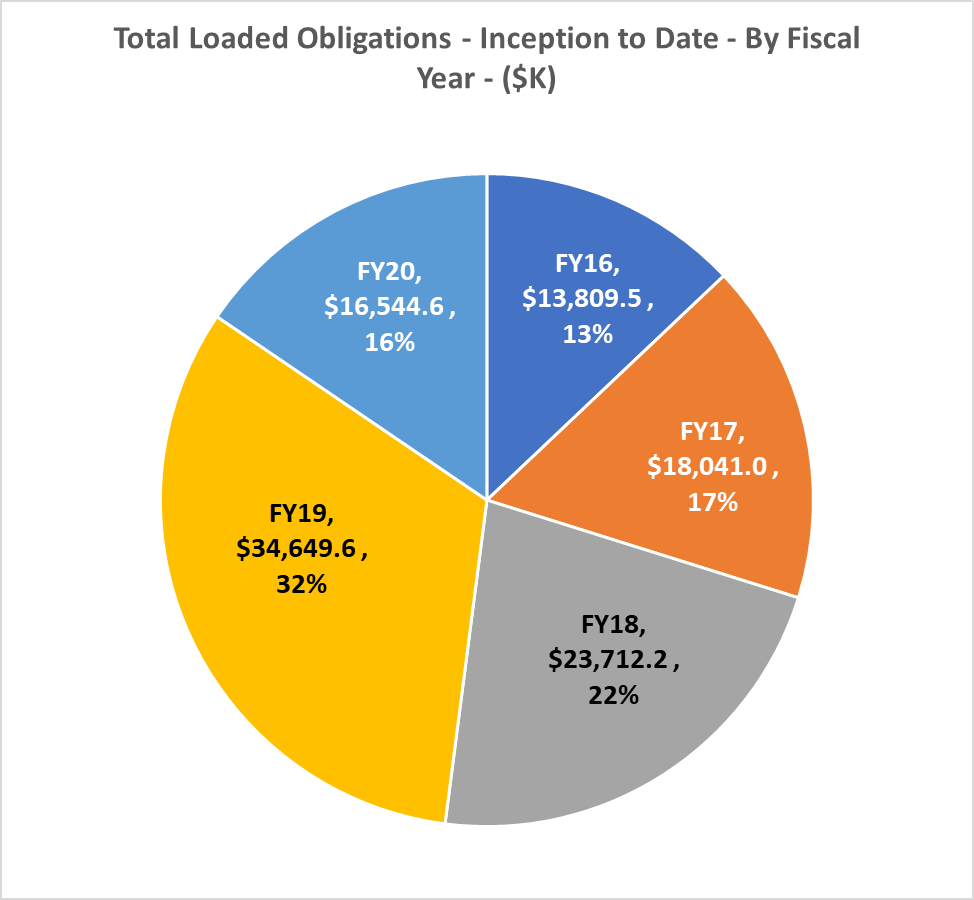 Total Loaded Obligations - Inception to Date - By Fiscal
Year - ($K)
FY20,
$16,544.6 ,
16%
FY16,
$13,809.5 ,
13%
FY17,
$18,041.0 ,
17%
FY19,
$34,649.6 ,
32%
FY18,
$23,712.2 ,
22%